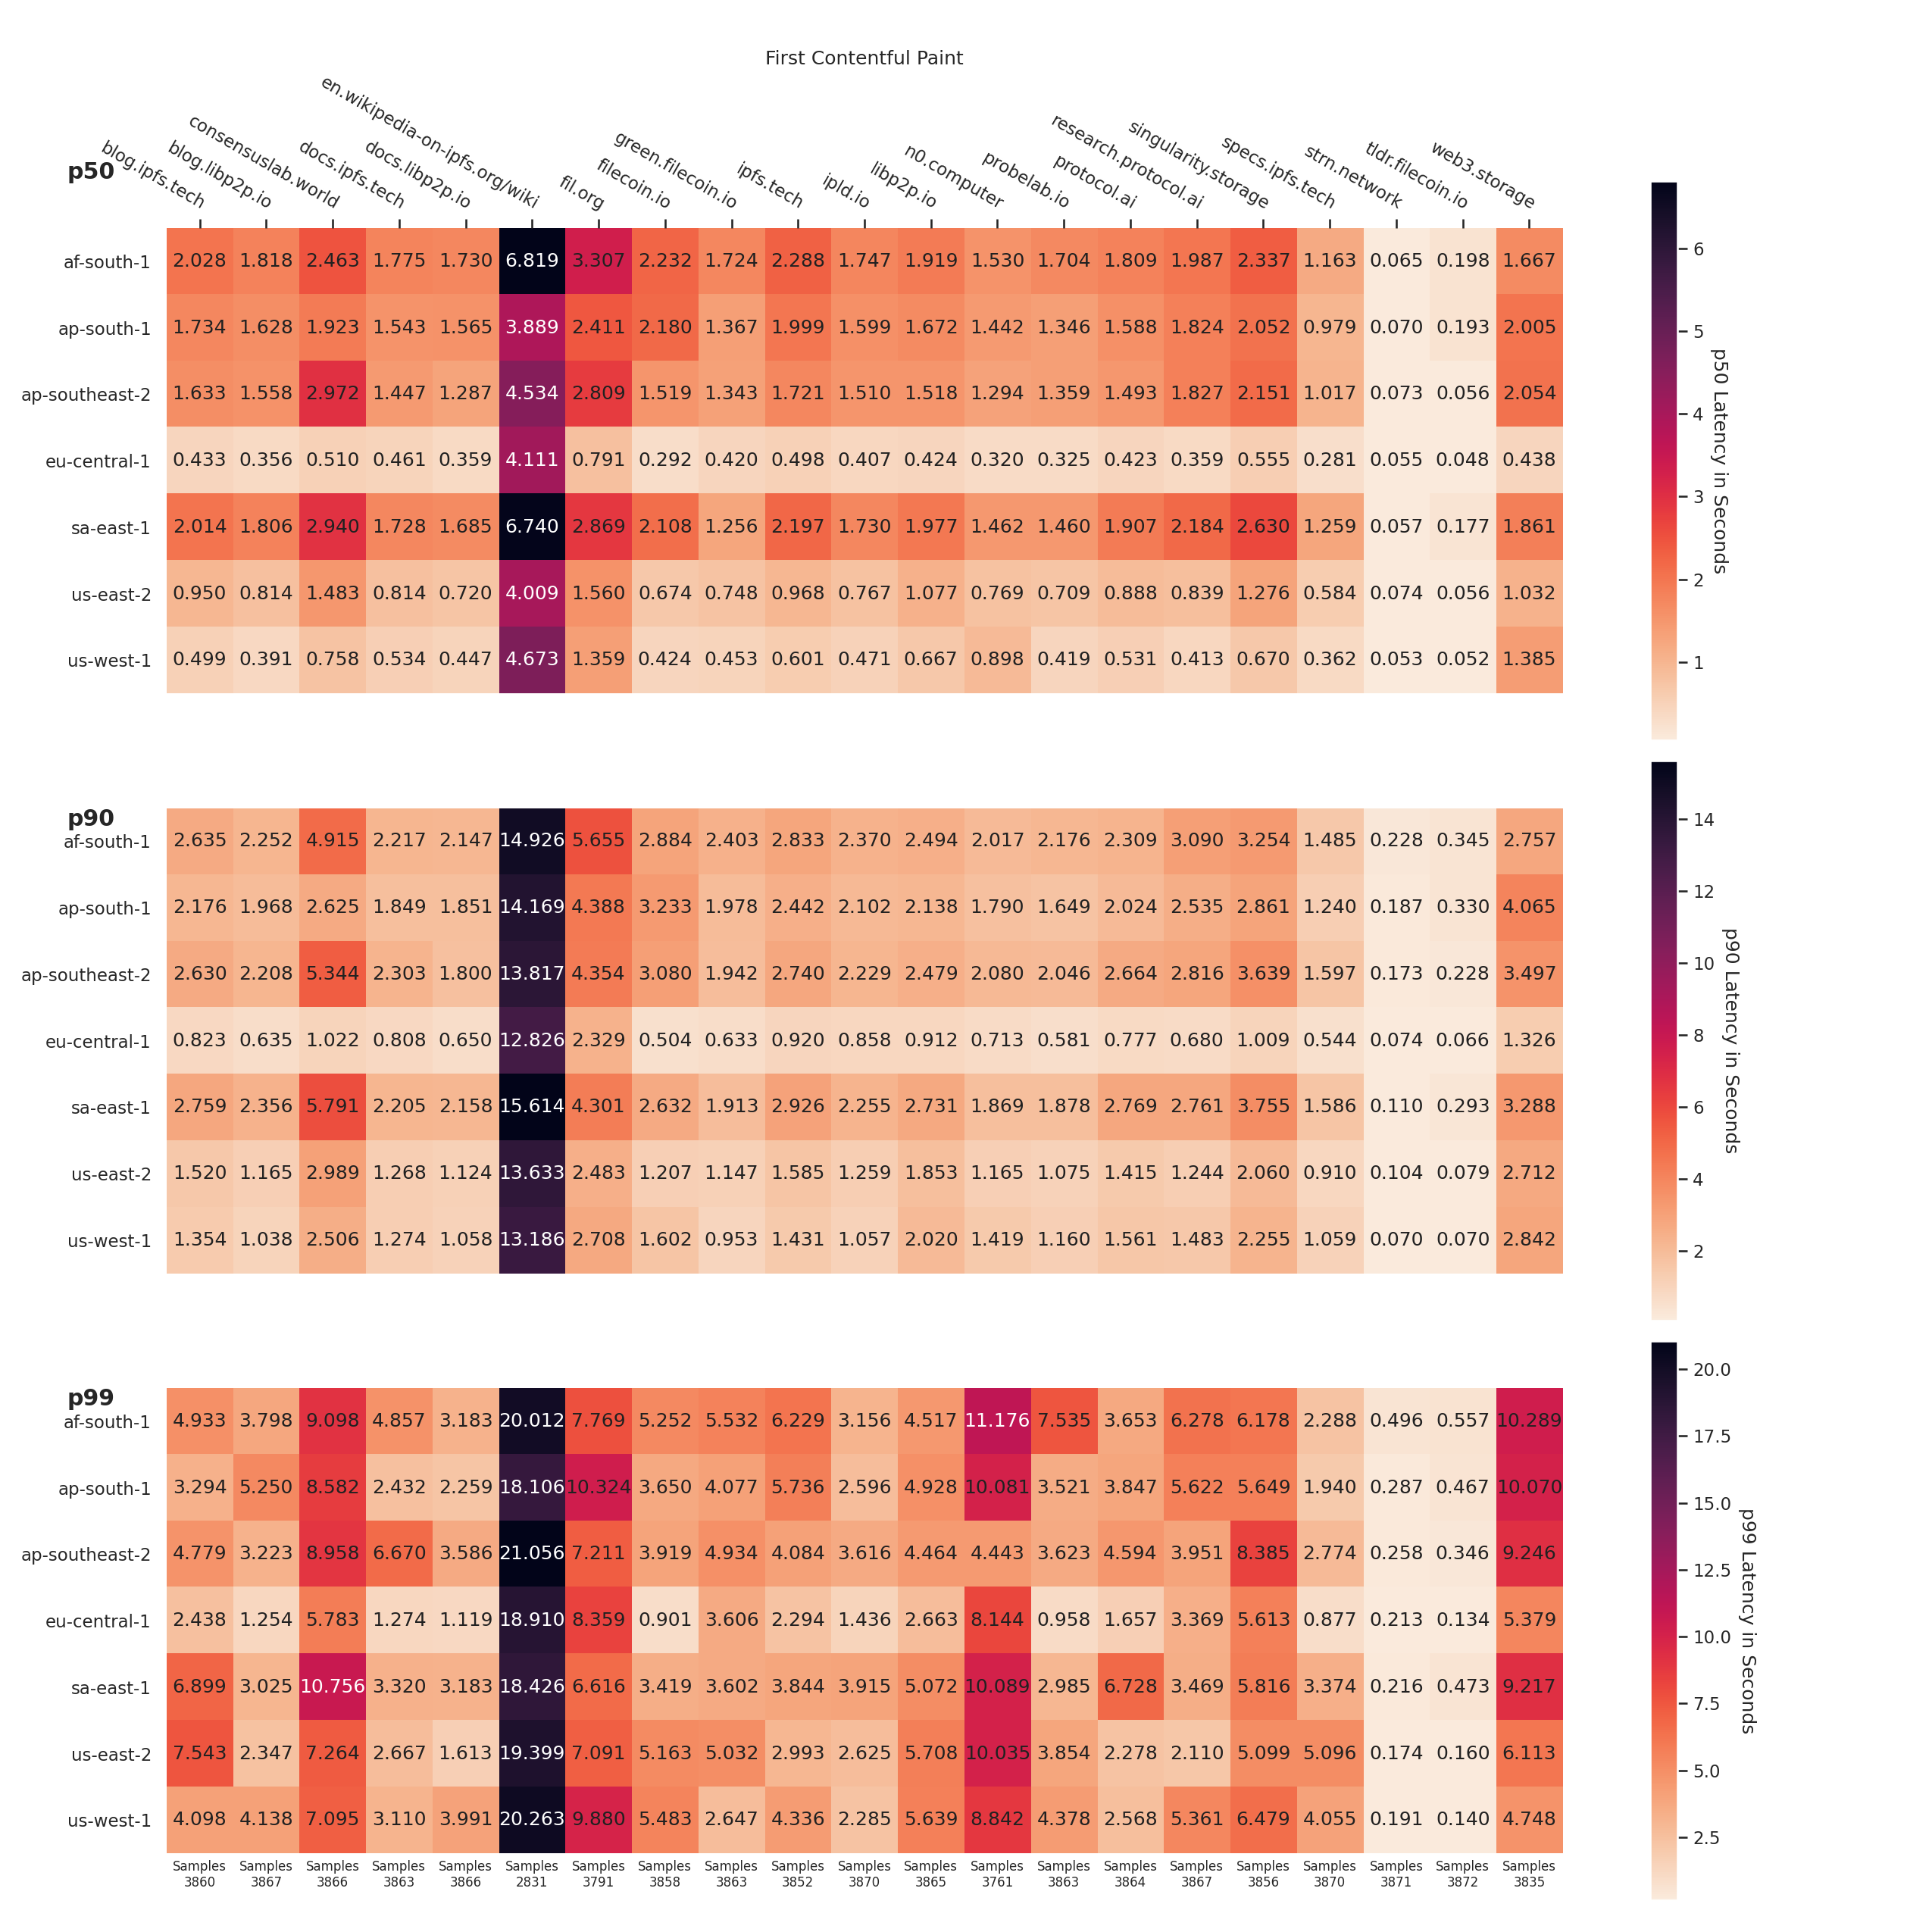 First Contentful Paint
p50
blog.ipfs.tech
blog.libp2p.io
consensuslab.world
docs.ipfs.tech
docs.libp2p.io
en.wikipedia-on-ipfs.org/wiki
fil.org
filecoin.io
green.filecoin.io
ipfs.tech
ipld.io
libp2p.io
n0.computer
probelab.io
protocol.ai
research.protocol.ai
singularity.storage
specs.ipfs.tech
strn.network
tldr.filecoin.io
web3.storage
af-south-1 2.028 1.818 2.463 1.775 1.730 6.819 3.307 2.232 1.724 2.288 1.747 1.919 1.530 1.704 1.809 1.987 2.337 1.163 0.065 0.198 1.667
ap-south-1 1.734 1.628 1.923 1.543 1.565 3.889 2.411 2.180 1.367 1.999 1.599 1.672 1.442 1.346 1.588 1.824 2.052 0.979 0.070 0.193 2.005
ap-southeast-2 1.633 1.558 2.972 1.447 1.287 4.534 2.809 1.519 1.343 1.721 1.510 1.518 1.294 1.359 1.493 1.827 2.151 1.017 0.073 0.056 2.054
eu-central-1 0.433 0.356 0.510 0.461 0.359 4.111 0.791 0.292 0.420 0.498 0.407 0.424 0.320 0.325 0.423 0.359 0.555 0.281 0.055 0.048 0.438
sa-east-1 2.014 1.806 2.940 1.728 1.685 6.740 2.869 2.108 1.256 2.197 1.730 1.977 1.462 1.460 1.907 2.184 2.630 1.259 0.057 0.177 1.861
us-east-2 0.950 0.814 1.483 0.814 0.720 4.009 1.560 0.674 0.748 0.968 0.767 1.077 0.769 0.709 0.888 0.839 1.276 0.584 0.074 0.056 1.032
us-west-1 0.499 0.391 0.758 0.534 0.447 4.673 1.359 0.424 0.453 0.601 0.471 0.667 0.898 0.419 0.531 0.413 0.670 0.362 0.053 0.052 1.385
6
5
4
3
2
1
p50 Latency in Seconds
p90
af-south-1 2.635 2.252 4.915 2.217 2.147 14.926 5.655 2.884 2.403 2.833 2.370 2.494 2.017 2.176 2.309 3.090 3.254 1.485 0.228 0.345 2.757
ap-south-1 2.176 1.968 2.625 1.849 1.851 14.169 4.388 3.233 1.978 2.442 2.102 2.138 1.790 1.649 2.024 2.535 2.861 1.240 0.187 0.330 4.065
ap-southeast-2 2.630 2.208 5.344 2.303 1.800 13.817 4.354 3.080 1.942 2.740 2.229 2.479 2.080 2.046 2.664 2.816 3.639 1.597 0.173 0.228 3.497
eu-central-1 0.823 0.635 1.022 0.808 0.650 12.826 2.329 0.504 0.633 0.920 0.858 0.912 0.713 0.581 0.777 0.680 1.009 0.544 0.074 0.066 1.326
sa-east-1 2.759 2.356 5.791 2.205 2.158 15.614 4.301 2.632 1.913 2.926 2.255 2.731 1.869 1.878 2.769 2.761 3.755 1.586 0.110 0.293 3.288
us-east-2 1.520 1.165 2.989 1.268 1.124 13.633 2.483 1.207 1.147 1.585 1.259 1.853 1.165 1.075 1.415 1.244 2.060 0.910 0.104 0.079 2.712
us-west-1 1.354 1.038 2.506 1.274 1.058 13.186 2.708 1.602 0.953 1.431 1.057 2.020 1.419 1.160 1.561 1.483 2.255 1.059 0.070 0.070 2.842
14
12
10
8
6
4
2
p90 Latency in Seconds
p99
af-south-1 4.933 3.798 9.098 4.857 3.183 20.012 7.769 5.252 5.532 6.229 3.156 4.517 11.176 7.535 3.653 6.278 6.178 2.288 0.496 0.557 10.289
ap-south-1 3.294 5.250 8.582 2.432 2.259 18.106 10.324 3.650 4.077 5.736 2.596 4.928 10.081 3.521 3.847 5.622 5.649 1.940 0.287 0.467 10.070
ap-southeast-2 4.779 3.223 8.958 6.670 3.586 21.056 7.211 3.919 4.934 4.084 3.616 4.464 4.443 3.623 4.594 3.951 8.385 2.774 0.258 0.346 9.246
eu-central-1 2.438 1.254 5.783 1.274 1.119 18.910 8.359 0.901 3.606 2.294 1.436 2.663 8.144 0.958 1.657 3.369 5.613 0.877 0.213 0.134 5.379
sa-east-1 6.899 3.025 10.756 3.320 3.183 18.426 6.616 3.419 3.602 3.844 3.915 5.072 10.089 2.985 6.728 3.469 5.816 3.374 0.216 0.473 9.217
us-east-2 7.543 2.347 7.264 2.667 1.613 19.399 7.091 5.163 5.032 2.993 2.625 5.708 10.035 3.854 2.278 2.110 5.099 5.096 0.174 0.160 6.113
us-west-1 4.098 4.138 7.095 3.110 3.991 20.263 9.880 5.483 2.647 4.336 2.285 5.639 8.842 4.378 2.568 5.361 6.479 4.055 0.191 0.140 4.748
Samples Samples Samples Samples Samples Samples Samples Samples Samples Samples Samples Samples Samples Samples Samples Samples Samples Samples Samples Samples Samples
3860 3867 3866 3863 3866 2831 3791 3858 3863 3852 3870 3865 3761 3863 3864 3867 3856 3870 3871 3872 3835
20.0
17.5
15.0
12.5
10.0
7.5
5.0
2.5
p999 Latency in Seconds